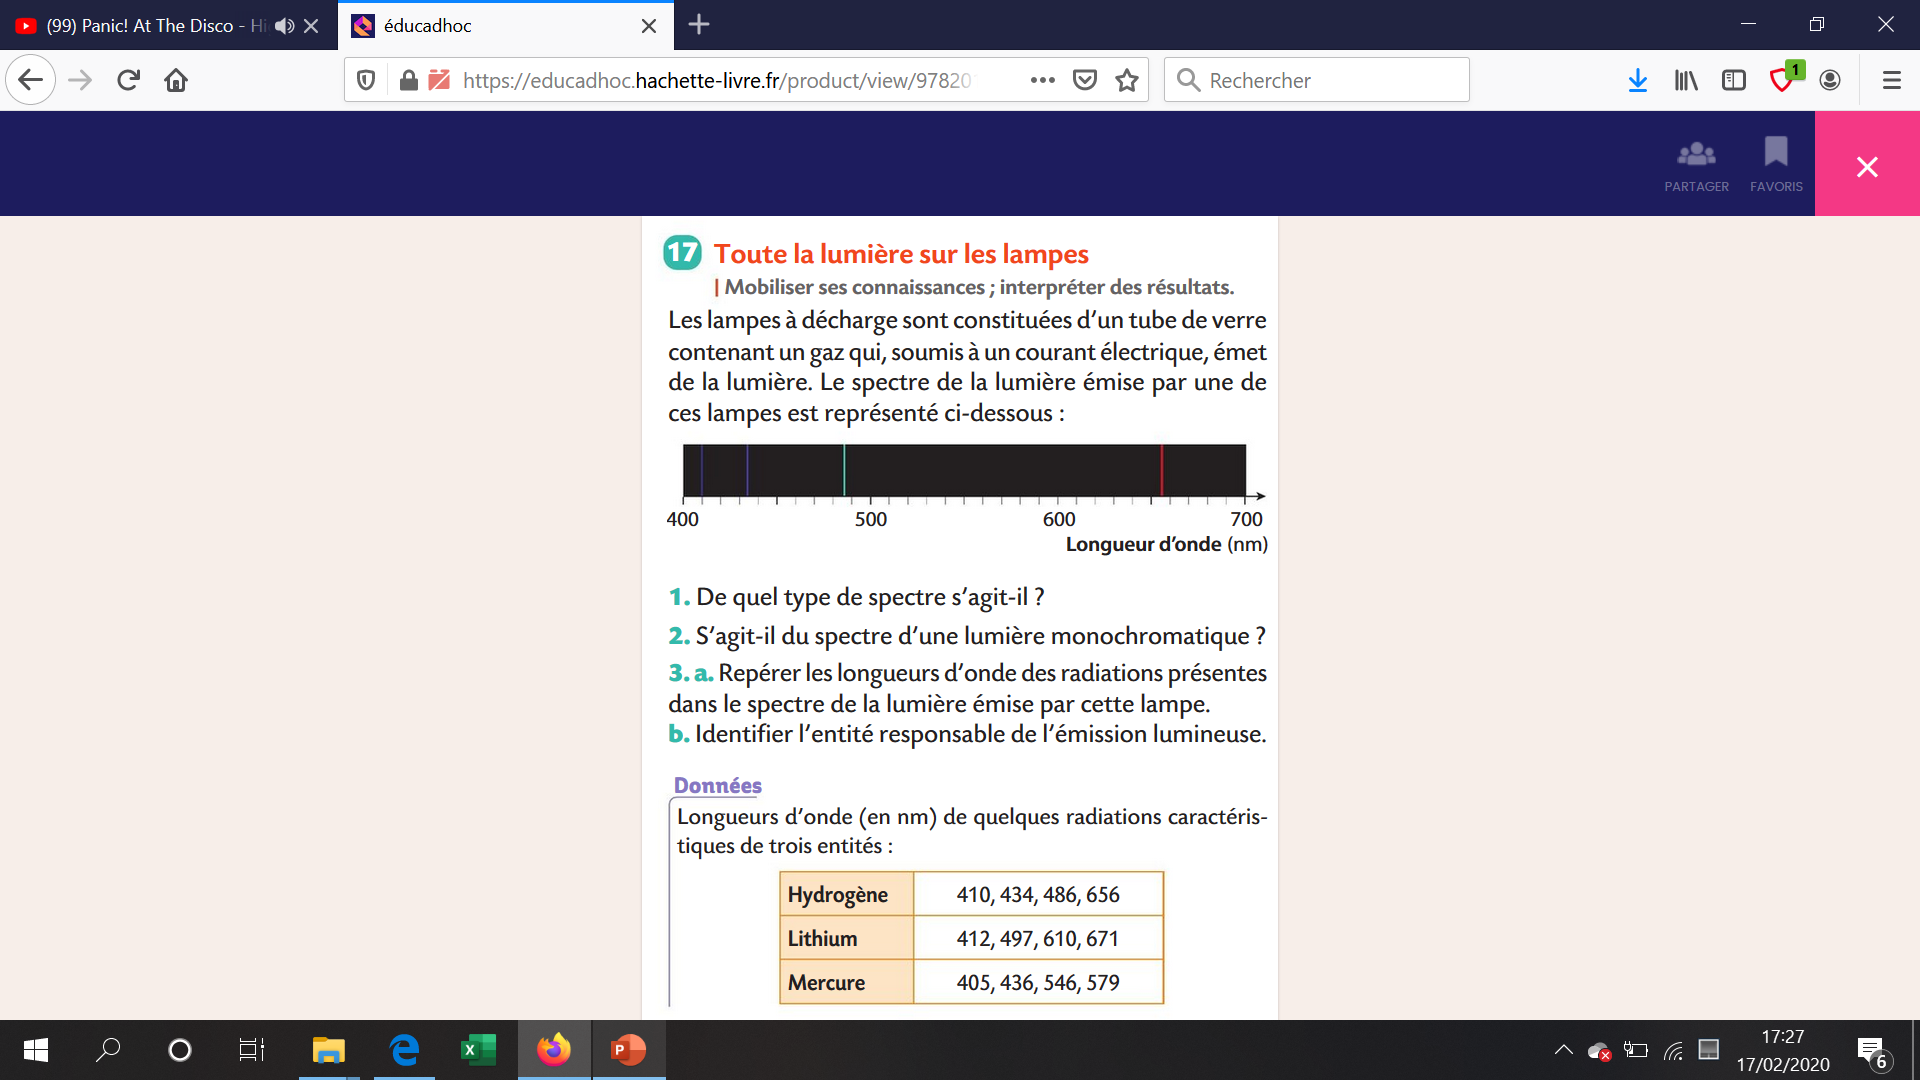 (99) Panic! At The Disco - Hi
éducadhoc
https://educadhoc.hachette-livre.fr/product/view/97820
Rechercher
1
PARTAGER
FAVORIS
17 Toute la lumière sur les lampes
| Mobiliser ses connaissances ; interpréter des résultats.
Les lampes à décharge sont constituées d’un tube de verre
contenant un gaz qui, soumis à un courant électrique, émet
de la lumière. Le spectre de la lumière émise par une de
ces lampes est représenté ci-dessous :
400 500 600 700
Longueur d’onde (nm)
1. De quel type de spectre s’agit-il ?
2. S’agit-il du spectre d’une lumière monochromatique ?
3. a. Repérer les longueurs d’onde des radiations présentes
dans le spectre de la lumière émise par cette lampe.
b. Identifier l’entité responsable de l’émission lumineuse.
Données
Longueurs d’onde (en nm) de quelques radiations caractéris-
tiques de trois entités :
Hydrogène 410, 434, 486, 656
Lithium 412, 497, 610, 671
Mercure 405, 436, 546, 579
17:27
17/02/2020
6